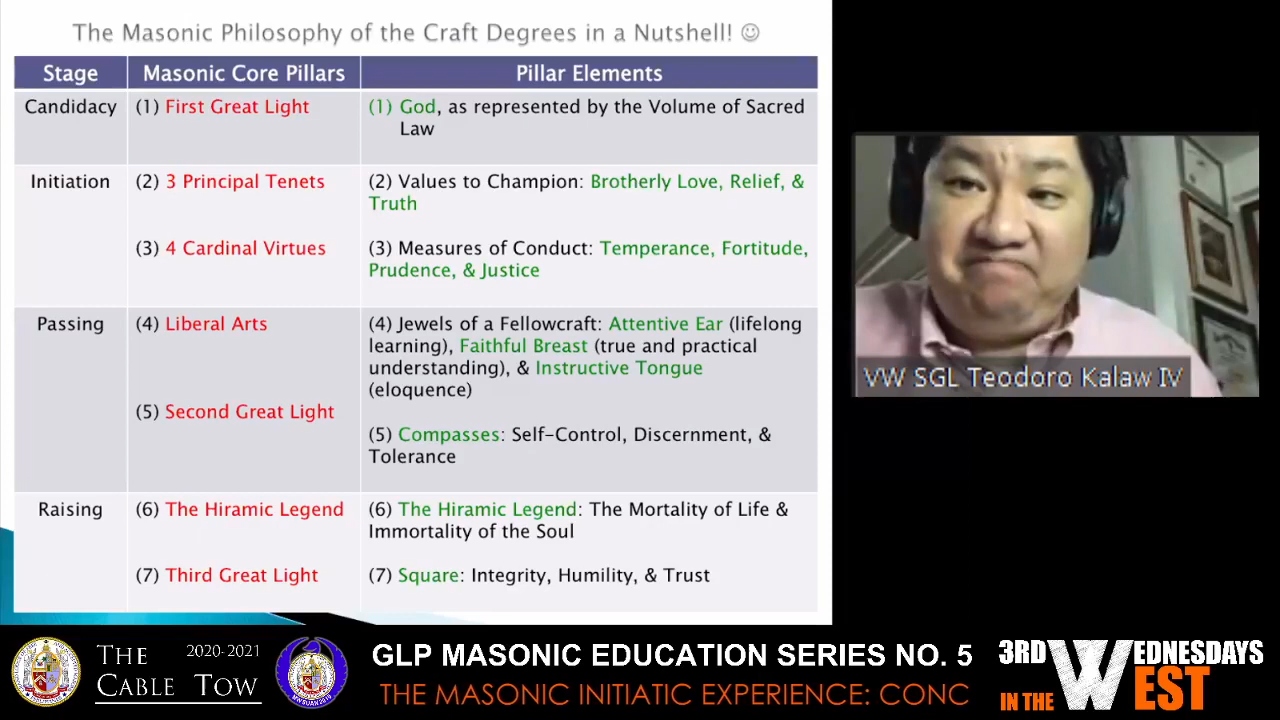 The Masonic Philosophy of the Craft Degrees in a Nutshell! ☺
Stage
Masonic Core Pillars
Pillar Elements
Candidacy
(1) First Great Light
(1) God, as represented by the Volume of Sacred
Law
Initiation
(2) 3 Principal Tenets
(2) Values to Champion: Brotherly Love, Relief, &
Truth
(3) 4 Cardinal Virtues
(3) Measures of Conduct: Temperance, Fortitude,
Prudence, & Justice
Passing
(4) Liberal Arts
(4) Jewels of a Fellowcraft: Attentive Ear (lifelong
learning), Faithful Breast (true and practical
understanding), & Instructive Tongue
(eloquence)
(5) Second Great Light
(5) Compasses: Self-Control, Discernment, &
Tolerance
Raising
(6) The Hiramic Legend
(6) The Hiramic Legend: The Mortality of Life &
Immortality of the Soul
(7) Third Great Light
(7) Square: Integrity, Humility, & Trust
VW SGL Teodoro Kalaw IV
THE
2020-2021
CABLE TOW
GLP MASONIC EDUCATION SERIES NO. 5
THE MASONIC INITIATIC EXPERIENCE: CONC
3RD WEDNESDAYS
IN THE WEST